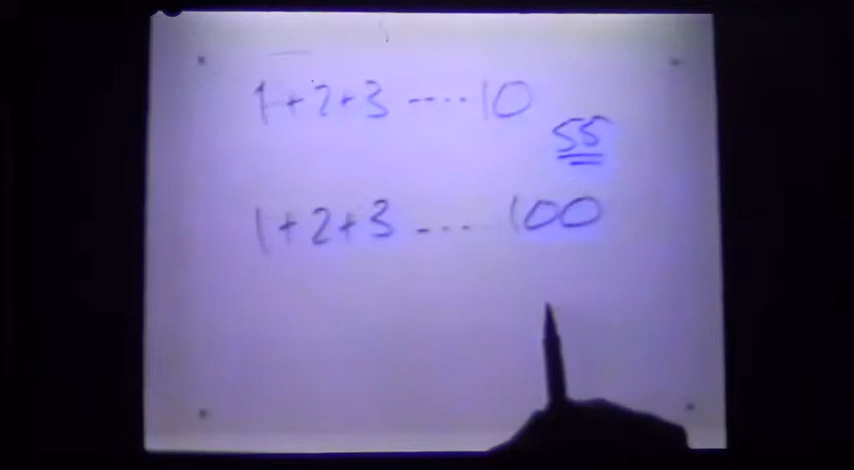 1+2+3 ----10
55
1+2+3 .... 100